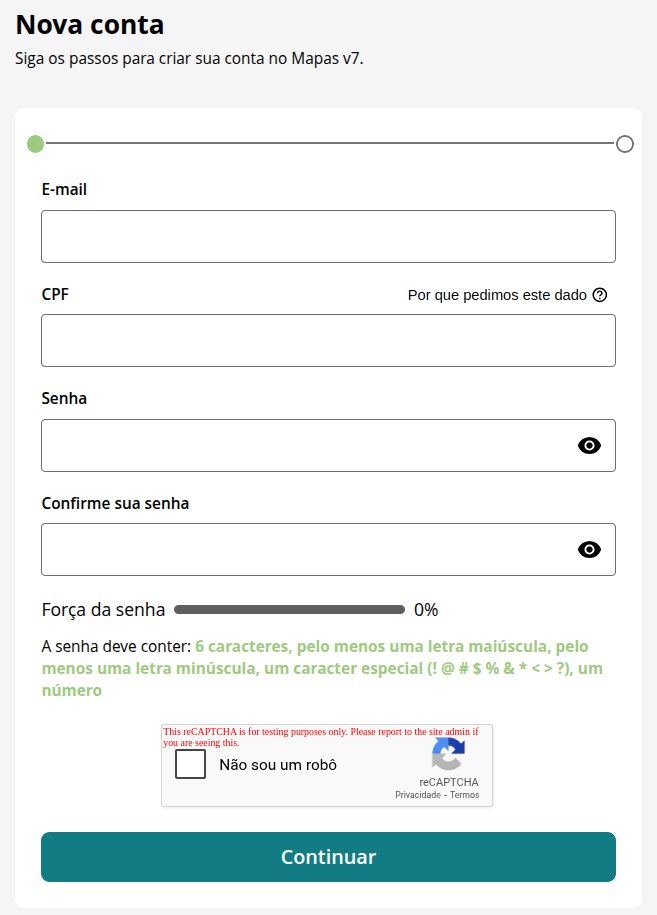 Nova conta
Siga os passos para criar sua conta no Mapas v7.
E-mail
CPF
Por que pedimos este dado ?
Senha
Confirme sua senha
Força da senha 0%
A senha deve conter: 6 caracteres, pelo menos uma letra maiúscula, pelo
menos uma letra minúscula, um caracter especial (! @ # $ % & * < > ?), um
número
This reCAPTCHA is for testing purposes only. Please report to the site admin if
you are seeing this.
Não sou um robô
reCAPTCHA
Privacidade - Termos
Continuar